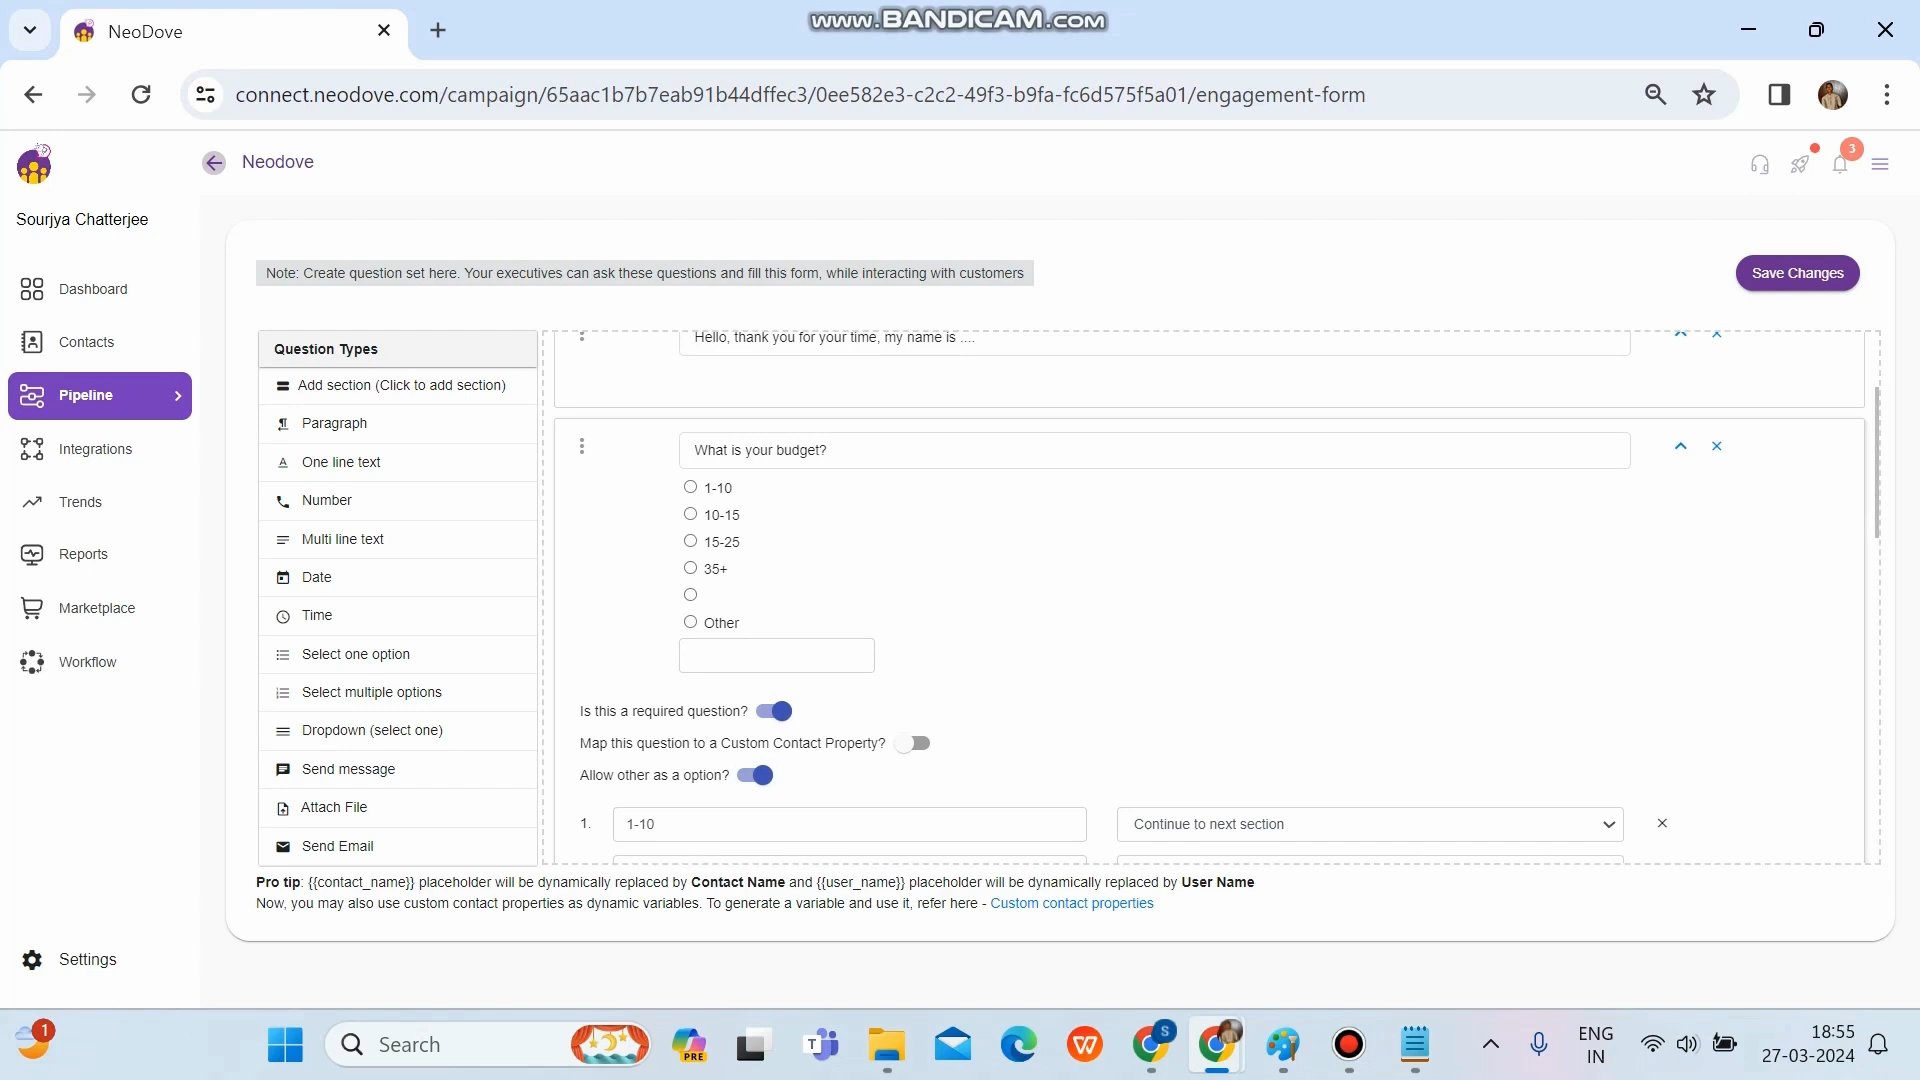 NeoDove
www.BANDICAM.com
connect.neodove.com/campaign/65aac1b7b7eab91b44dffec3/0ee582e3-c2c2-49f3-b9fa-fc6d575f5a01/engagement-form
Neodove
3
Sourjya Chatterjee
Dashboard
Contacts
Pipeline
Integrations
Trends
Reports
Marketplace
Workflow
Settings
Note: Create question set here. Your executives can ask these questions and fill this form, while interacting with customers
Save Changes
Question Types
Add section (Click to add section)
Paragraph
One line text
Number
Multi line text
Date
Time
Select one option
Select multiple options
Dropdown (select one)
Send message
Attach File
Send Email
Hello, thank you for your time, my name is ....
What is your budget?
1-10
10-15
15-25
35+
Other
Is this a required question?
Map this question to a Custom Contact Property?
Allow other as a option?
1. 1-10 Continue to next section
Pro tip: {{contact_name}} placeholder will be dynamically replaced by Contact Name and {{user_name}} placeholder will be dynamically replaced by User Name
Now, you may also use custom contact properties as dynamic variables. To generate a variable and use it, refer here - Custom contact properties
1
Search
PRE
T
W
S
ENG
IN
18:55
27-03-2024